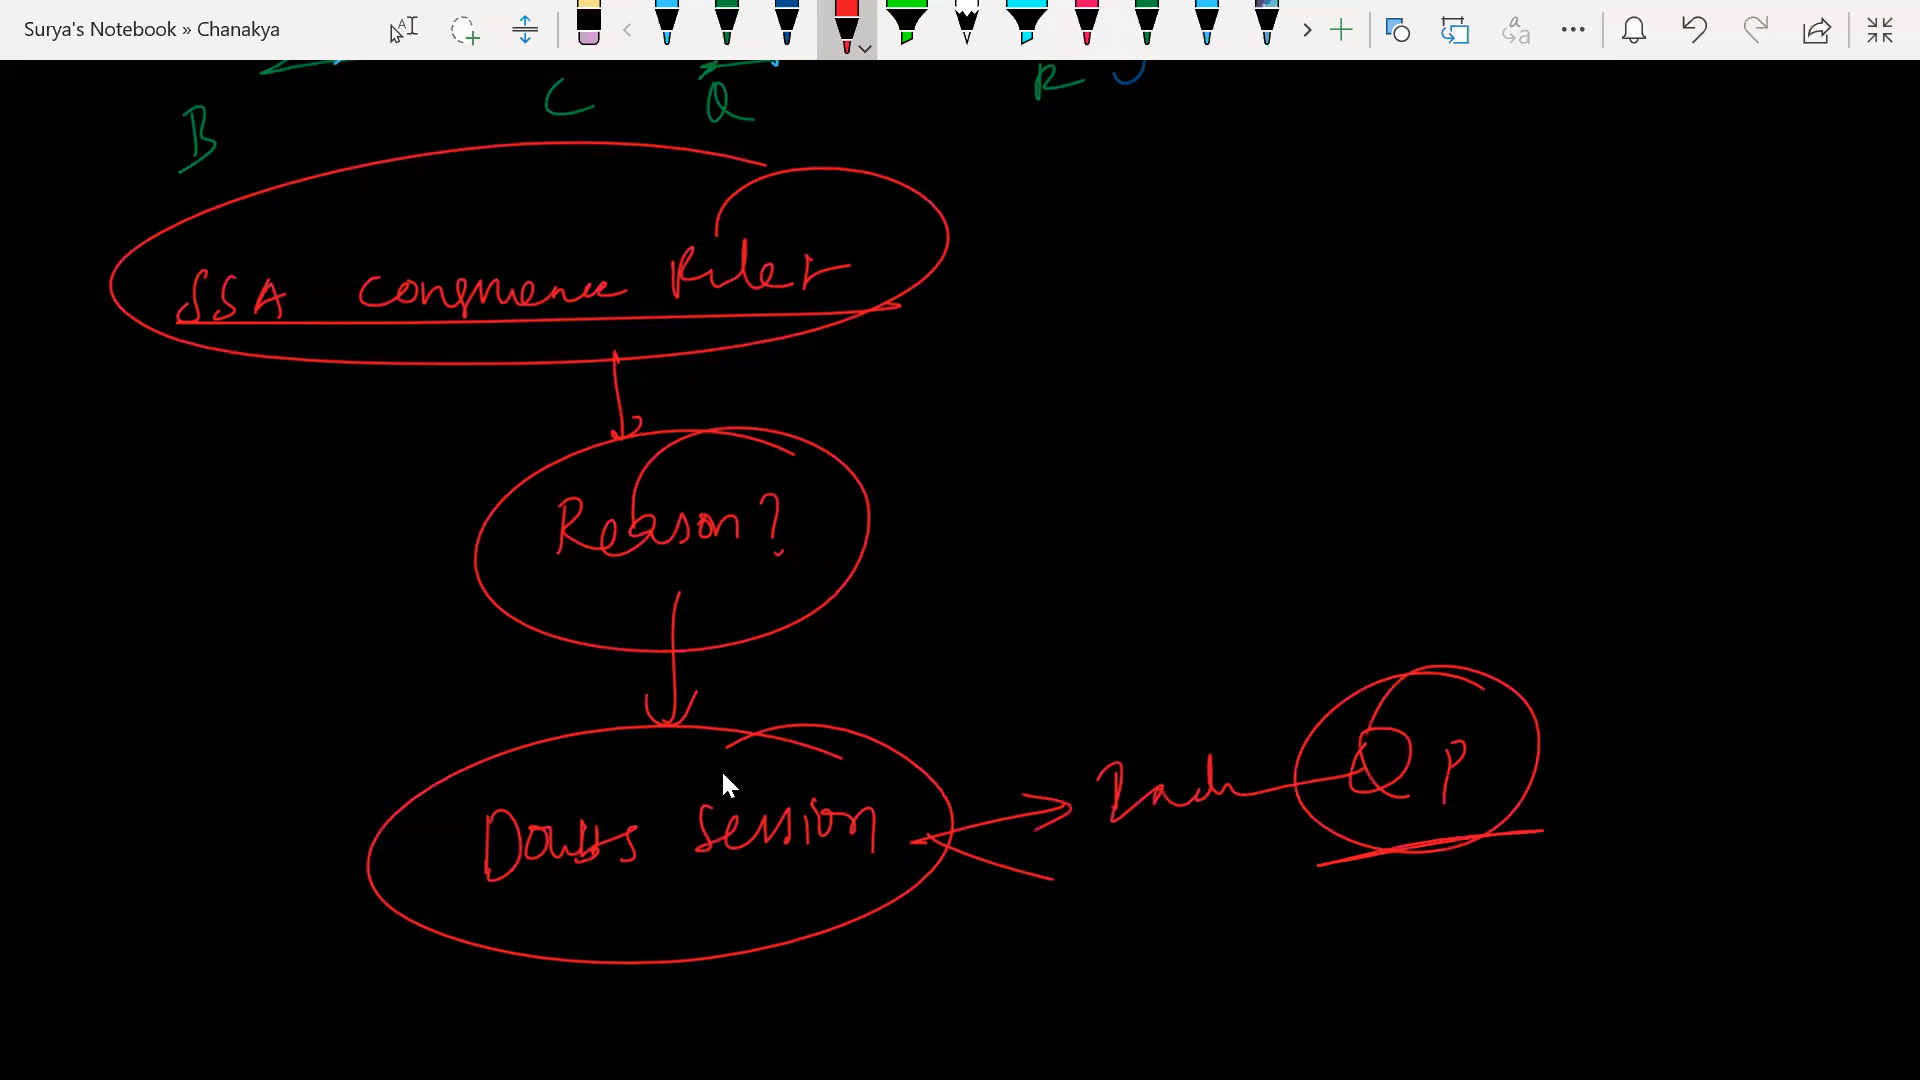 Surya's Notebook » Chanakya
C
Q
R
B
SSA Congruence Rule
Reason?
QP
Doubts Session